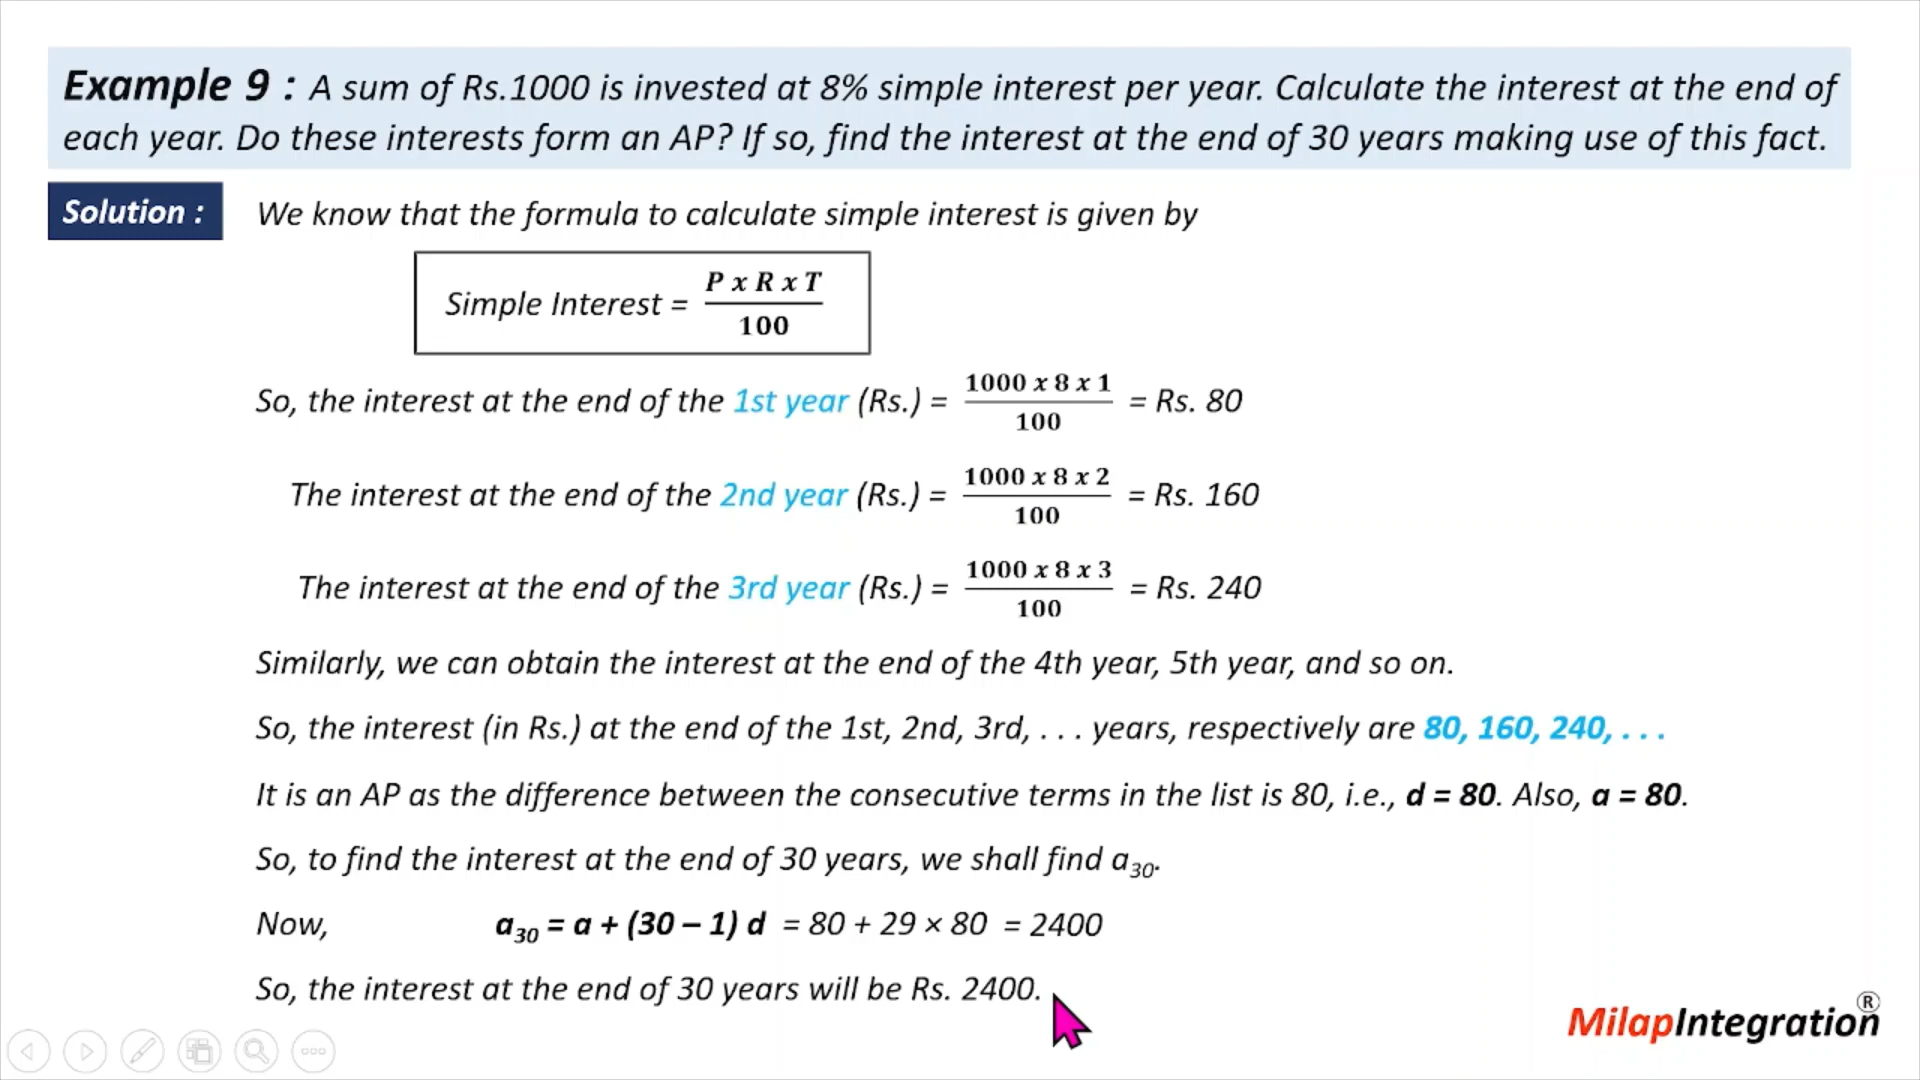 Example 9 : A sum of Rs.1000 is invested at 8% simple interest per year. Calculate the interest at the end of
each year. Do these interests form an AP? If so, find the interest at the end of 30 years making use of this fact.
Solution : We know that the formula to calculate simple interest is given by
Simple Interest = P x R x T / 100
So, the interest at the end of the 1st year (Rs.) = 1000 x 8 x 1 / 100 = Rs. 80
The interest at the end of the 2nd year (Rs.) = 1000 x 8 x 2 / 100 = Rs. 160
The interest at the end of the 3rd year (Rs.) = 1000 x 8 x 3 / 100 = Rs. 240
Similarly, we can obtain the interest at the end of the 4th year, 5th year, and so on.
So, the interest (in Rs.) at the end of the 1st, 2nd, 3rd, . . . years, respectively are 80, 160, 240, . . .
It is an AP as the difference between the consecutive terms in the list is 80, i.e., d = 80. Also, a = 80.
So, to find the interest at the end of 30 years, we shall find a₃₀.
Now, a₃₀ = a + (30 – 1) d = 80 + 29 × 80 = 2400
So, the interest at the end of 30 years will be Rs. 2400.
MilapIntegration®